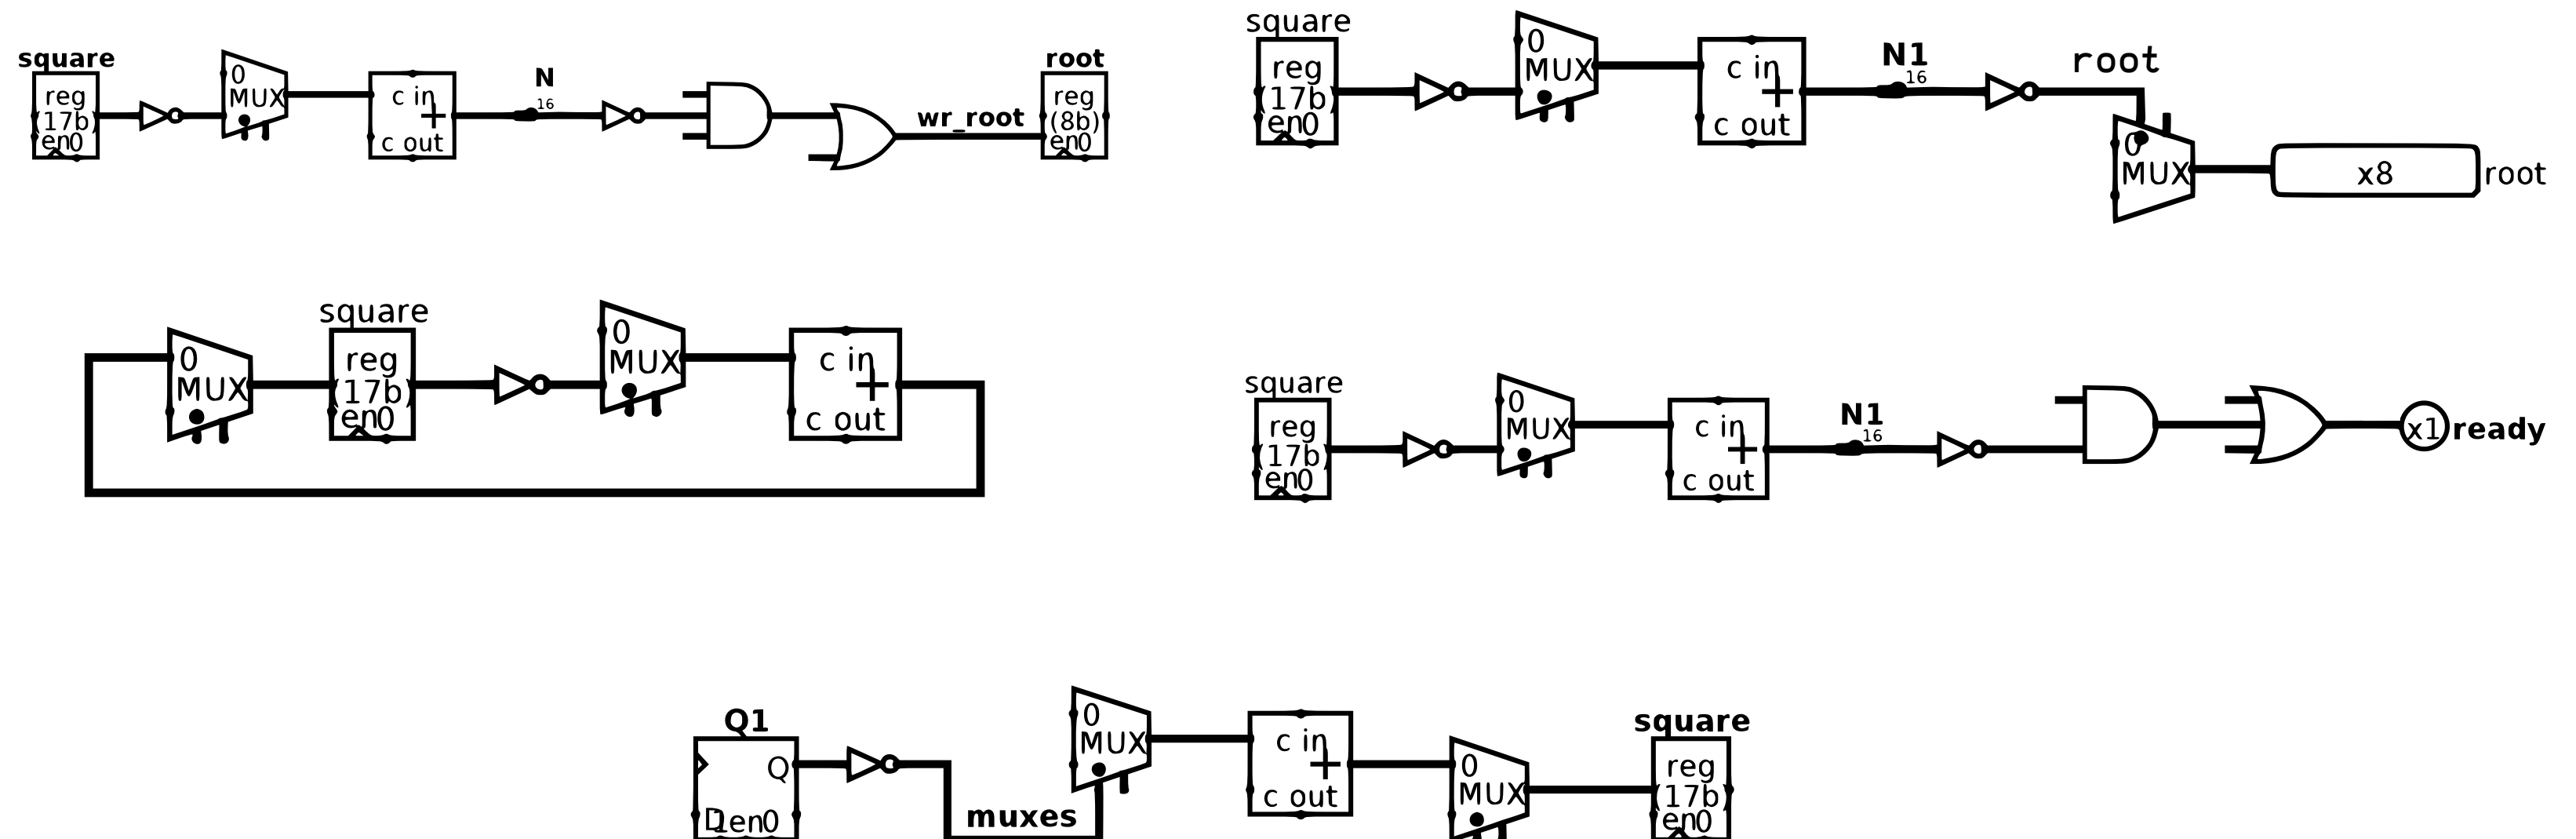 square
reg
(17b)
en0
0
MUX
c in
+
c out
N
16
wr_root
root
reg
(8b)
en0
square
reg
(17b)
en0
0
MUX
c in
+
c out
N1
16
root
0
MUX
x8
root
0
MUX
square
reg
(17b)
en0
0
MUX
c in
+
c out
square
reg
(17b)
en0
0
MUX
c in
+
c out
N1
16
x1
ready
Q1
Q
D1en0
muxes
0
MUX
c in
+
c out
0
MUX
square
reg
(17b)
en0